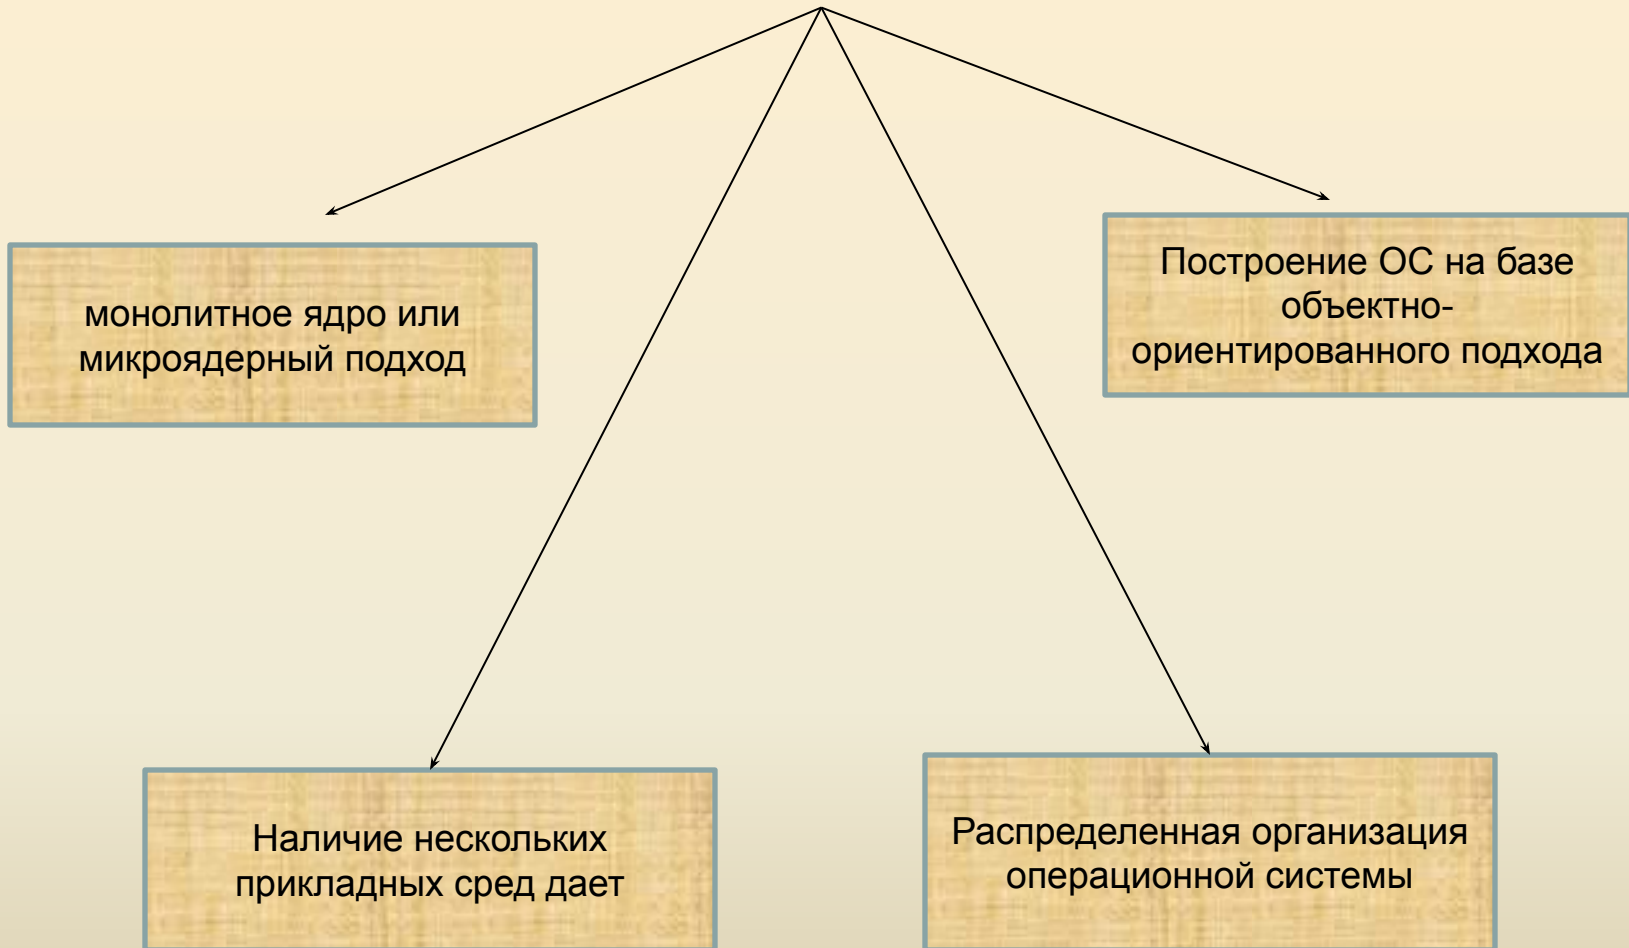 монолитное ядро или
микроядерный подход
Построение ОС на базе
объектно-
ориентированного подхода
Наличие нескольких
прикладных сред дает
Распределенная организация
операционной системы